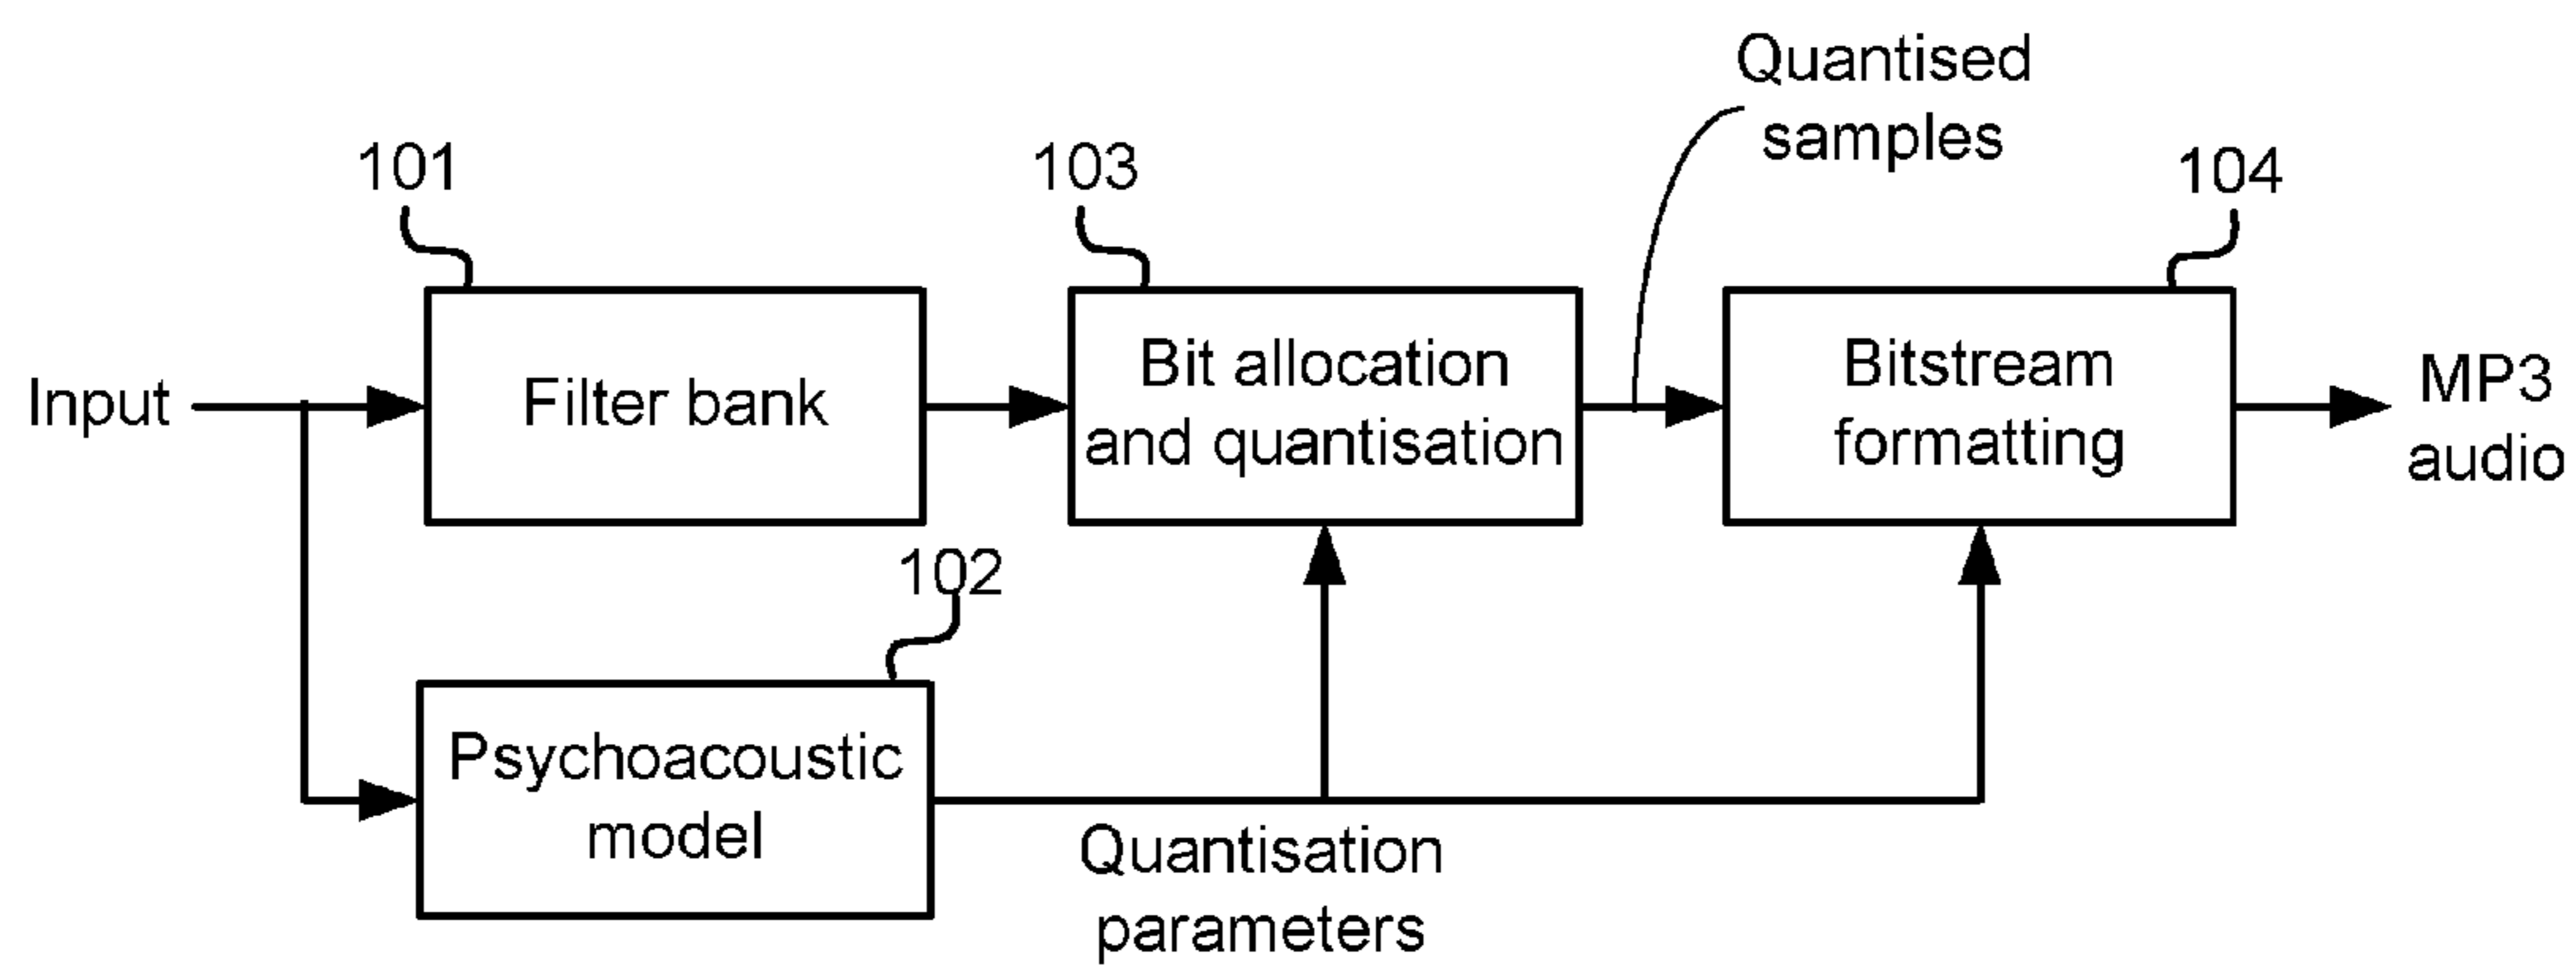 Quantised
samples
101
103
104
Input
Filter bank
Bit allocation
and quantisation
Bitstream
formatting
MP3
audio
102
Psychoacoustic
model
Quantisation
parameters